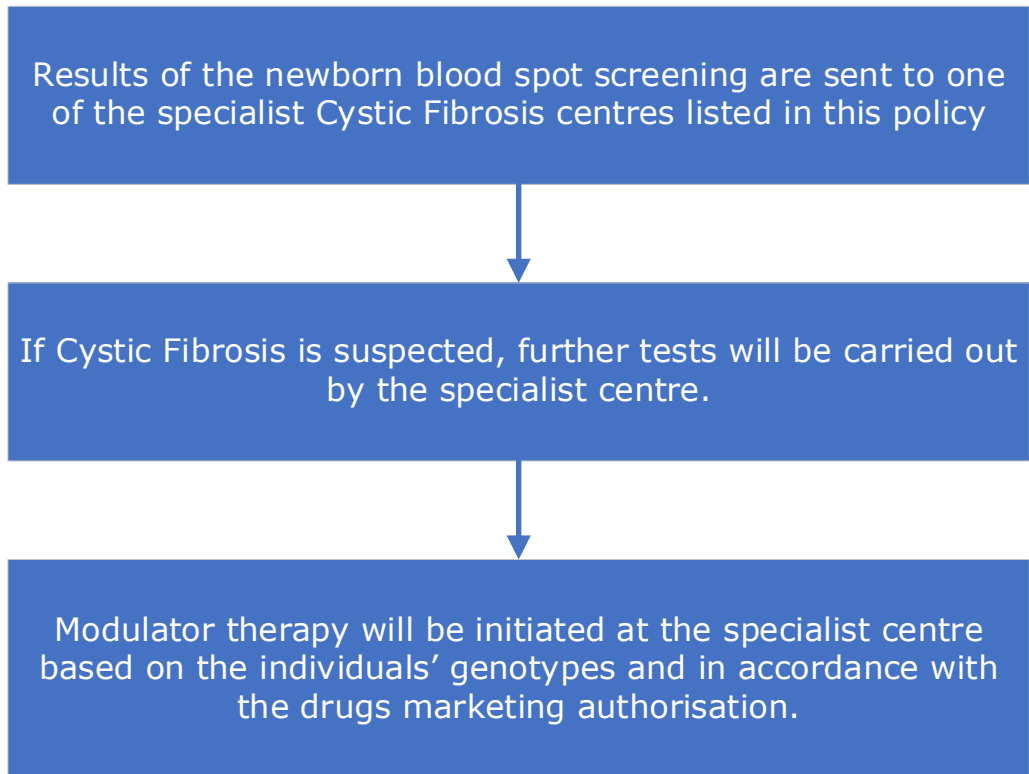 Results of the newborn blood spot screening are sent to one
of the specialist Cystic Fibrosis centres listed in this policy
If Cystic Fibrosis is suspected, further tests will be carried out
by the specialist centre.
Modulator therapy will be initiated at the specialist centre
based on the individuals’ genotypes and in accordance with
the drugs marketing authorisation.